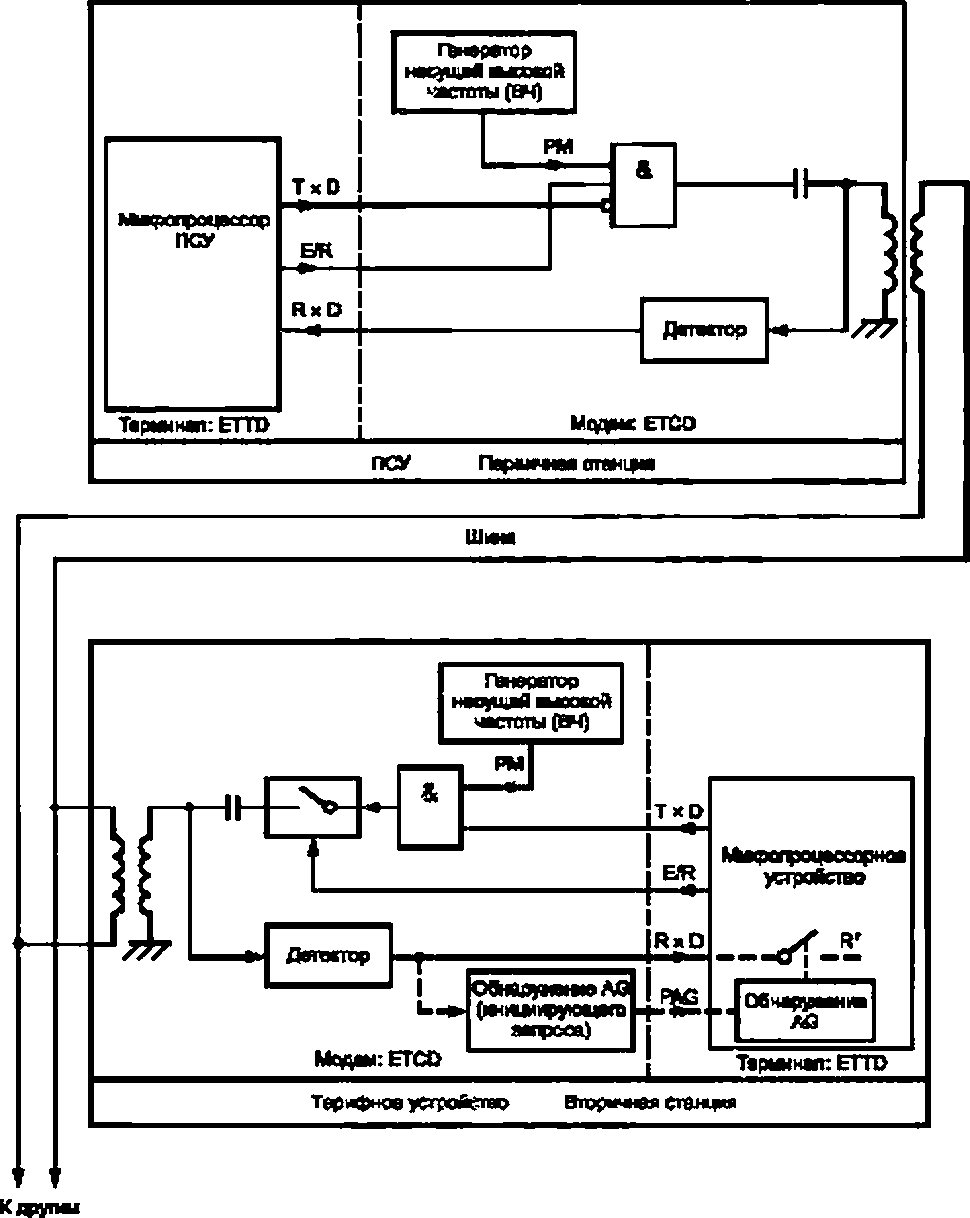 Генератор
несущий высокой
частоты (ВЧ)
PM
&
T × D
Микропроцессор
ПСУ
E/R
R × D
Детектор
Терминал: ETTD
Модем: ETCD
ПСУ Первичная станция
Шина
Генератор
несущий высокой
частоты (ВЧ)
PM
&
T × D
Микропроцессорное
устройство
E/R
R × D
R'
Детектор
Обнаружение AG
(инициирующего
запроса)
PAG
Обнаружение
AG
Модем: ETCD
Терминал: ETTD
Тарифное устройство Вторичная станция
К другим